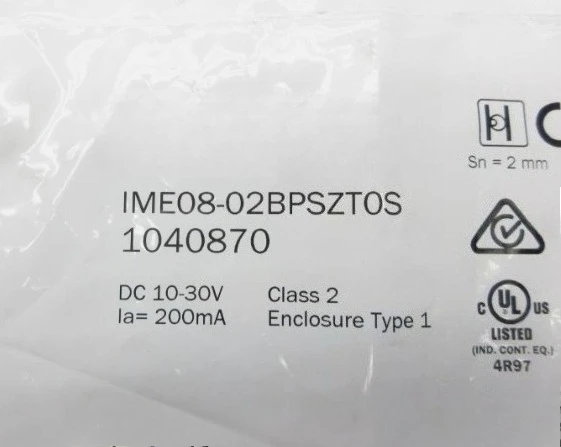 IME08-02BPSZT0S
1040870
DC 10-30V
Class 2
Ia= 200mA
Enclosure Type 1
Sn = 2 mm
C UL US
LISTED
(IND. CONT. EQ.)
4R97